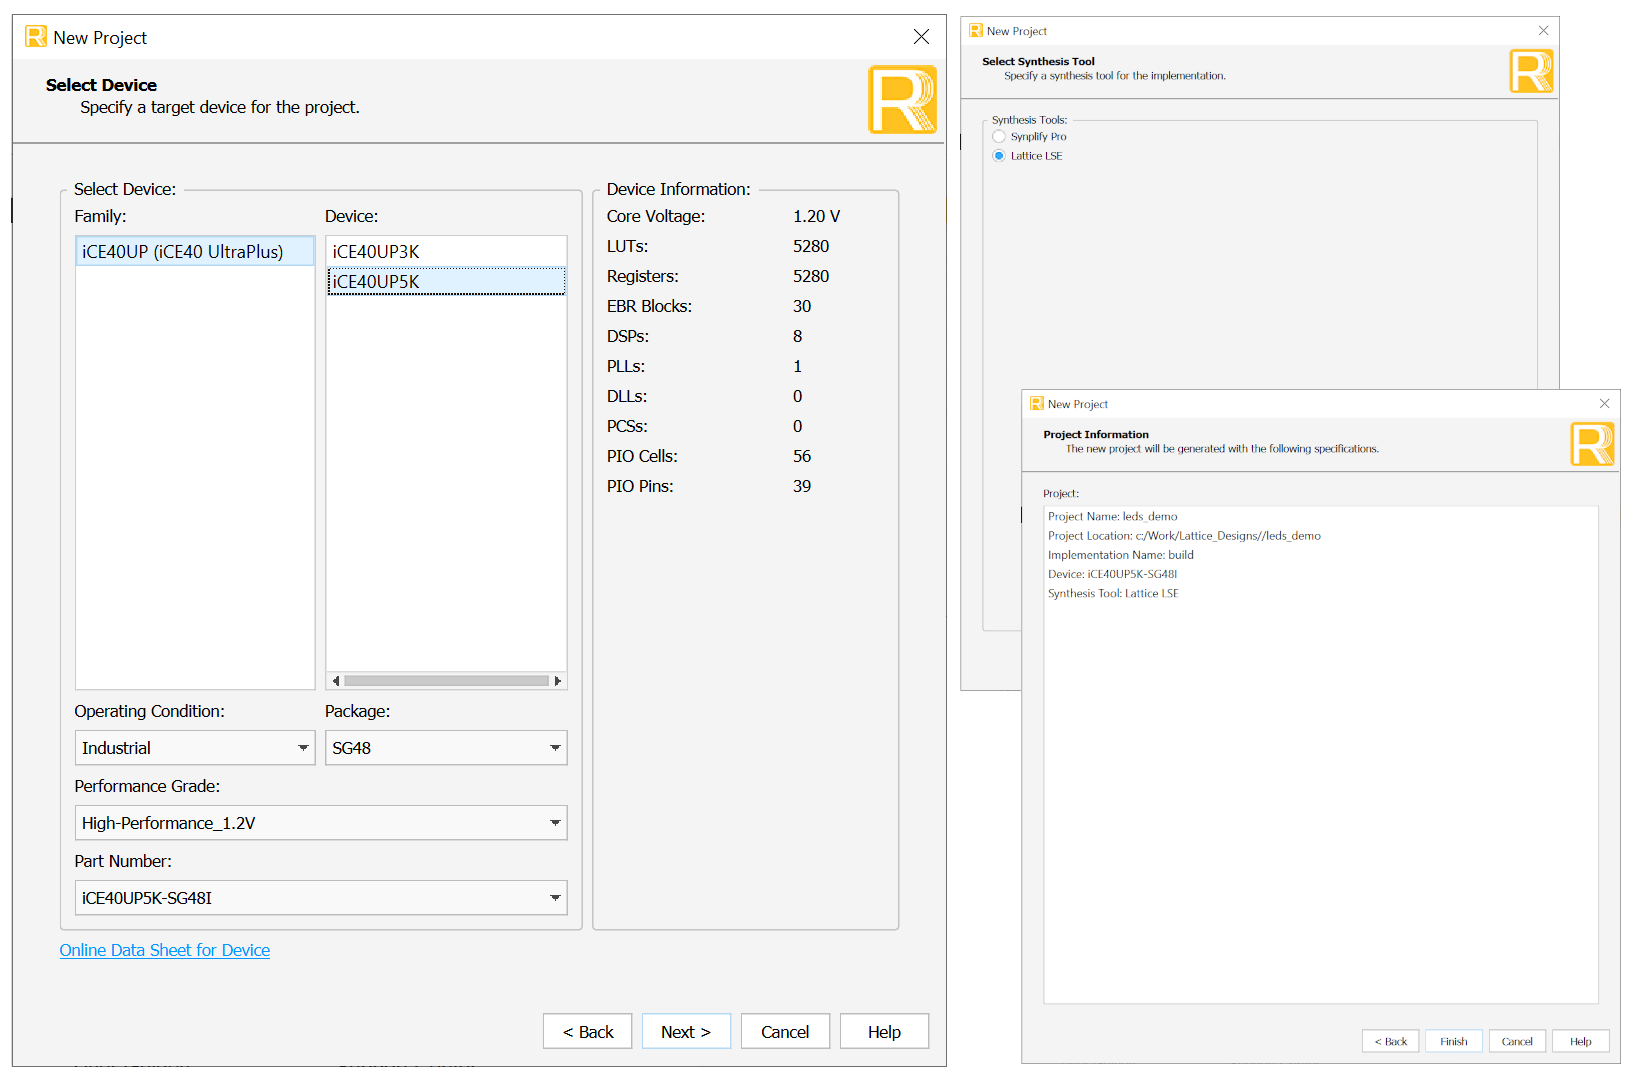 New Project
Select Device
Specify a target device for the project.
Select Device:
Family:
Device:
iCE40UP (iCE40 UltraPlus)
iCE40UP3K
iCE40UP5K
Operating Condition:
Package:
Industrial
SG48
Performance Grade:
High-Performance_1.2V
Part Number:
iCE40UP5K-SG48I
Online Data Sheet for Device
Device Information:
Core Voltage: 1.20 V
LUTs: 5280
Registers: 5280
EBR Blocks: 30
DSPs: 8
PLLs: 1
DLLs: 0
PCSs: 0
PIO Cells: 56
PIO Pins: 39
< Back
Next >
Cancel
Help
New Project
Select Synthesis Tool
Specify a synthesis tool for the implementation.
Synthesis Tools:
Synplify Pro
Lattice LSE
New Project
Project Information
The new project will be generated with the following specifications.
Project:
Project Name: leds_demo
Project Location: c:/Work/Lattice_Designs//leds_demo
Implementation Name: build
Device: iCE40UP5K-SG48I
Synthesis Tool: Lattice LSE
< Back
Finish
Cancel
Help